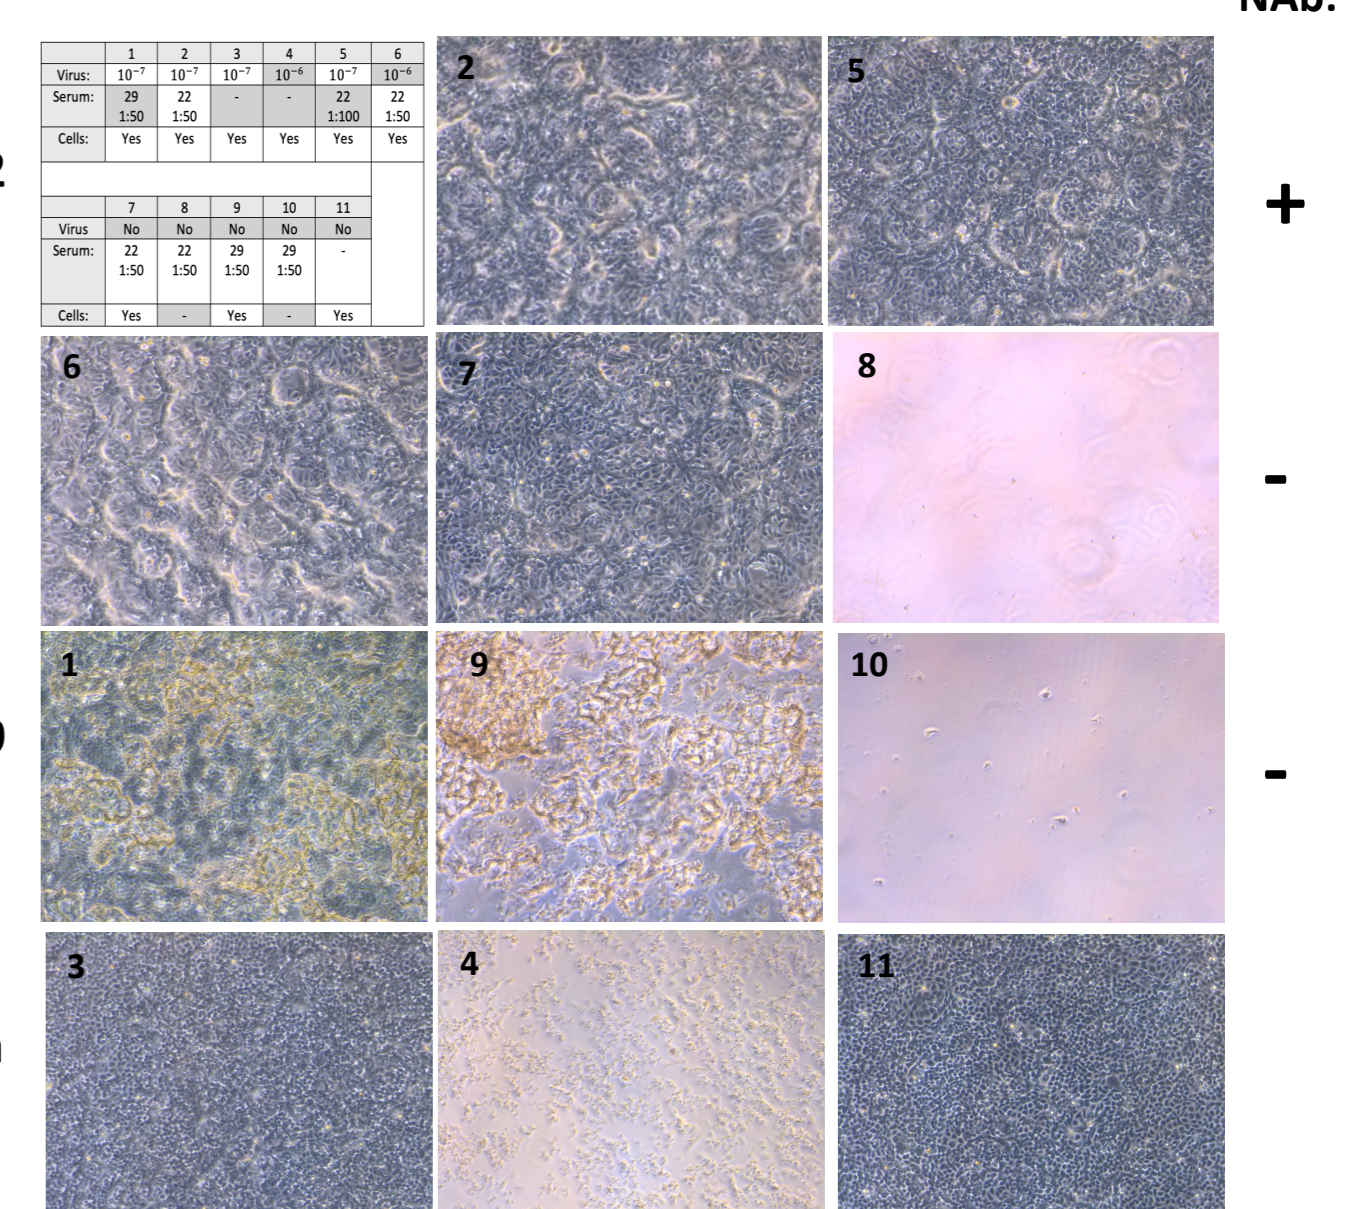 NAb:
1 2 3 4 5 6
Virus: 10⁻⁷ 10⁻⁷ 10⁻⁷ 10⁻⁶ 10⁻⁷ 10⁻⁶
Serum: 29 22 - - 22 22
1:50 1:50 1:100 1:50
Cells: Yes Yes Yes Yes Yes Yes
7 8 9 10 11
Virus No No No No No
Serum: 22 22 29 29 -
1:50 1:50 1:50 1:50
Cells: Yes - Yes - Yes
2
5
+
6
7
8
-
1
9
10
-
3
4
11